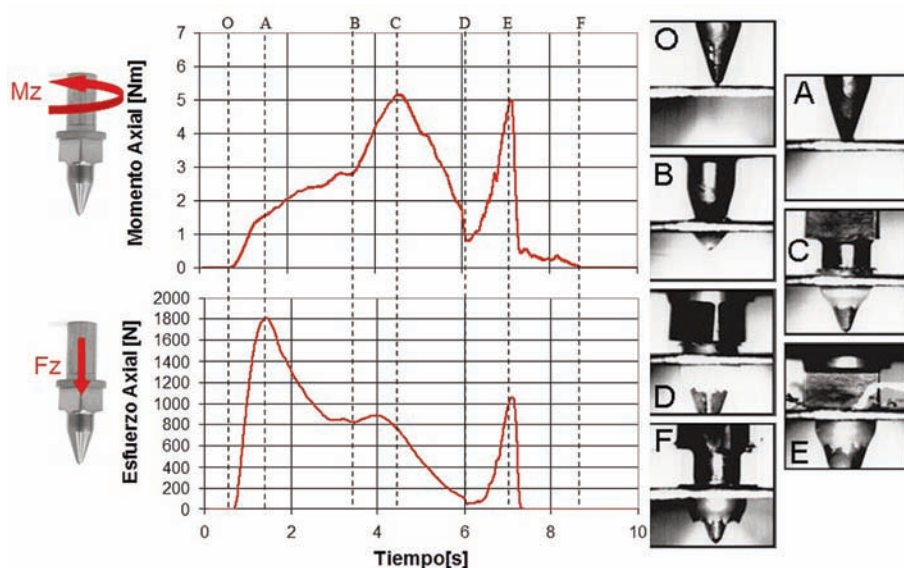 O A B C D E F
Mz
Momento Axial [Nm]
7
6
5
4
3
2
1
0
Fz
Esfuerzo Axial [N]
2000
1800
1600
1400
1200
1000
800
600
400
200
0
0 2 4 6 8 10
Tiempo[s]
O
A
B
C
D
E
F